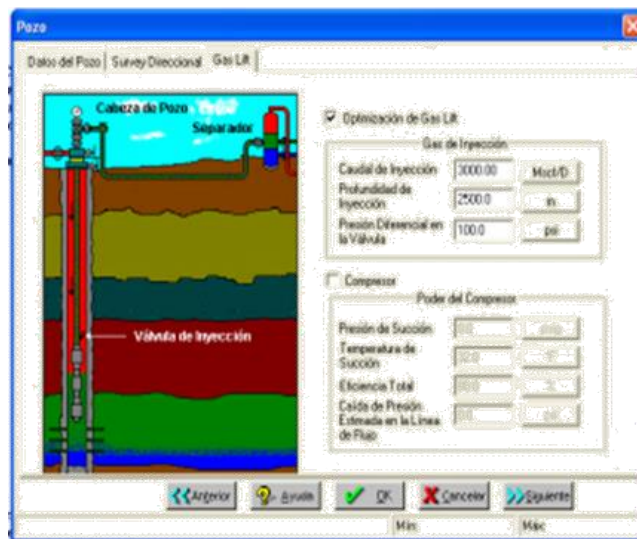 Pozo
Datos del Pozo
Survey Direccional
Gas Lift
Cabeza de Pozo
Separador
Válvula de Inyección
Optimización de Gas Lift
Gas de Inyección
Caudal de Inyección 3000.00 Mscf/D
Profundidad de
Inyección 2500.0
Presión Diferencial en
la Válvula 100.0 psi
Compresor
Poder del Compresor
Presión de Succión
Temperatura de
Succión
Eficiencia Total
Caída de Presión
Estimada en la Línea
de Flujo
Anterior Ayuda OK Cancelar Siguiente
Mín: Máx: